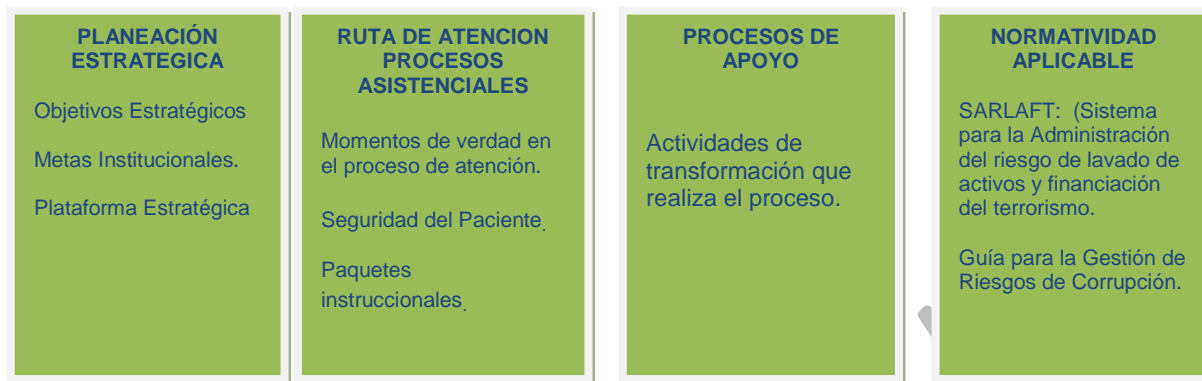 PLANEACIÓN
ESTRATEGICA
Objetivos Estratégicos
Metas Institucionales.
Plataforma Estratégica
RUTA DE ATENCION
PROCESOS
ASISTENCIALES
Momentos de verdad en
el proceso de atención.
Seguridad del Paciente.
Paquetes
instruccionales.
PROCESOS DE
APOYO
Actividades de
transformación que
realiza el proceso.
NORMATIVIDAD
APLICABLE
SARLAFT: (Sistema
para la Administración
del riesgo de lavado de
activos y financiación
del terrorismo.
Guía para la Gestión de
Riesgos de Corrupción.